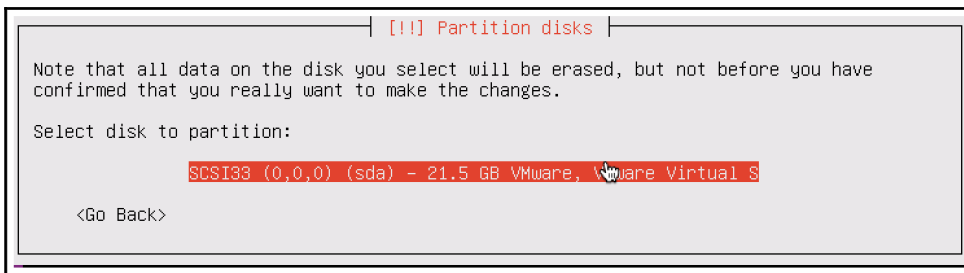 [!!] Partition disks
Note that all data on the disk you select will be erased, but not before you have
confirmed that you really want to make the changes.
Select disk to partition:
SCSI33 (0,0,0) (sda) - 21.5 GB VMware, VMware Virtual S
<Go Back>